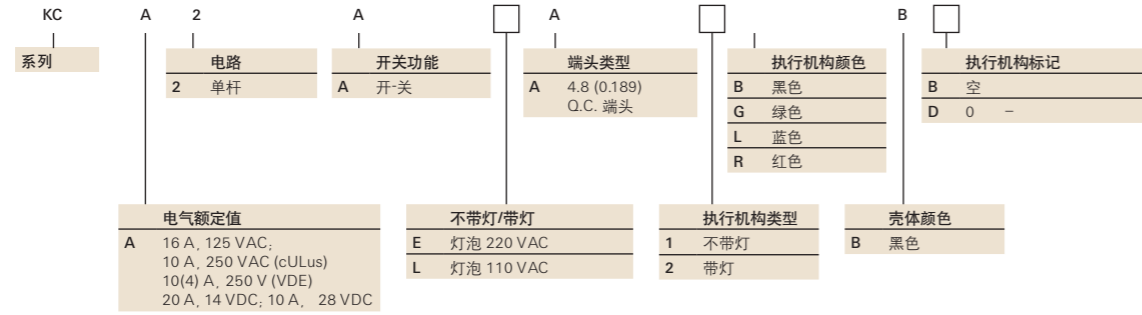 KC A 2 A A B
系列
电路
2 单杆
开关功能
A 开-关
端头类型
A 4.8 (0.189)
Q.C. 端头
执行机构颜色
B 黑色
G 绿色
L 蓝色
R 红色
执行机构标记
B 空
D 0 –
电气额定值
A 16 A, 125 VAC;
10 A, 250 VAC (cULus)
10(4) A, 250 V (VDE)
20 A, 14 VDC; 10 A, 28 VDC
不带灯/带灯
E 灯泡 220 VAC
L 灯泡 110 VAC
执行机构类型
1 不带灯
2 带灯
壳体颜色
B 黑色